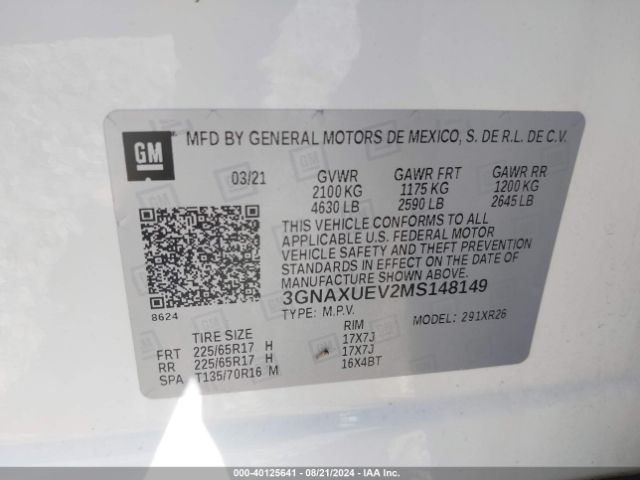 GM
MFD BY GENERAL MOTORS DE MEXICO, S. DE R.L. DE C.V.
03/21 GVWR GAWR FRT GAWR RR
2100 KG 1175 KG 1200 KG
4630 LB 2590 LB 2645 LB
THIS VEHICLE CONFORMS TO ALL
APPLICABLE U.S. FEDERAL MOTOR
VEHICLE SAFETY AND THEFT PREVENTION
STANDARDS IN EFFECT ON THE DATE OF
MANUFACTURE SHOWN ABOVE.
3GNAXUEV2MS148149
8624 TYPE: M.P.V. MODEL: 291XR26
TIRE SIZE RIM
FRT 225/65R17 H 17X7J
RR 225/65R17 H 17X7J
SPA T135/70R16 M 16X4BT
000-40125641 - 08/21/2024 - IAAI.COM